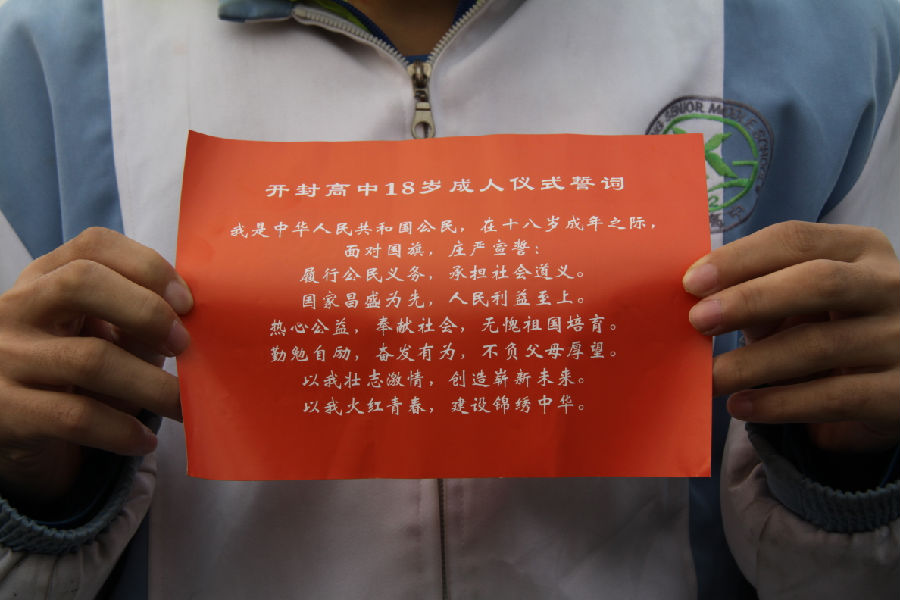 开封高中18岁成人仪式誓词
我是中华人民共和国公民，在十八岁成年之际，
面对国旗，庄严宣誓：
履行公民义务，承担社会道义。
国家昌盛为先，人民利益至上。
热心公益，奉献社会，无愧祖国培育。
勤勉自励，奋发有为，不负父母厚望。
以我壮志激情，创造崭新未来。
以我火红青春，建设锦绣中华。
SENIOR MIDDLE SCHOOL